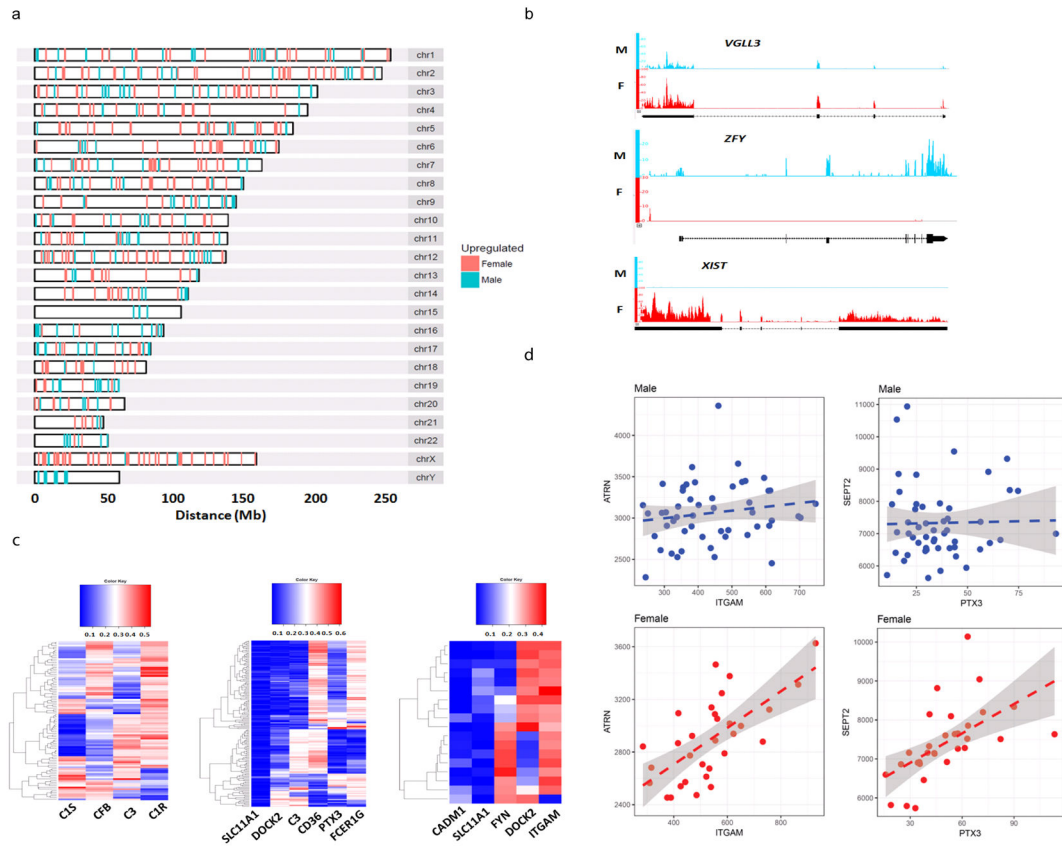 a
chr1
chr2
chr3
chr4
chr5
chr6
chr7
chr8
chr9
chr10
chr11
chr12
chr13
chr14
chr15
chr16
chr17
chr18
chr19
chr20
chr21
chr22
chrX
chrY
0 50 100 150 200 250
Distance (Mb)
Upregulated
Female
Male
b
VGLL3
M
F
ZFY
M
F
XIST
M
F
c
Color Key
0.1 0.2 0.3 0.4 0.5
C1S CFB C3 C1R
Color Key
0.1 0.2 0.3 0.4 0.5 0.6
SLC11A1 DOCK2 C3 CD36 PTX3 FCER1G
Color Key
0.2 0.4
CADM1 SLC11A1 FYN DOCK2 ITGAM
d
Male
ATRN
4000
3500
3000
2500
300 400 500 600 700
ITGAM
Male
SEPT2
11000
10000
9000
8000
7000
6000
25 50 75
PTX3
Female
ATRN
3600
3200
2800
2400
400 600 800
ITGAM
Female
SEPT2
10000
9000
8000
7000
6000
30 60 90
PTX3